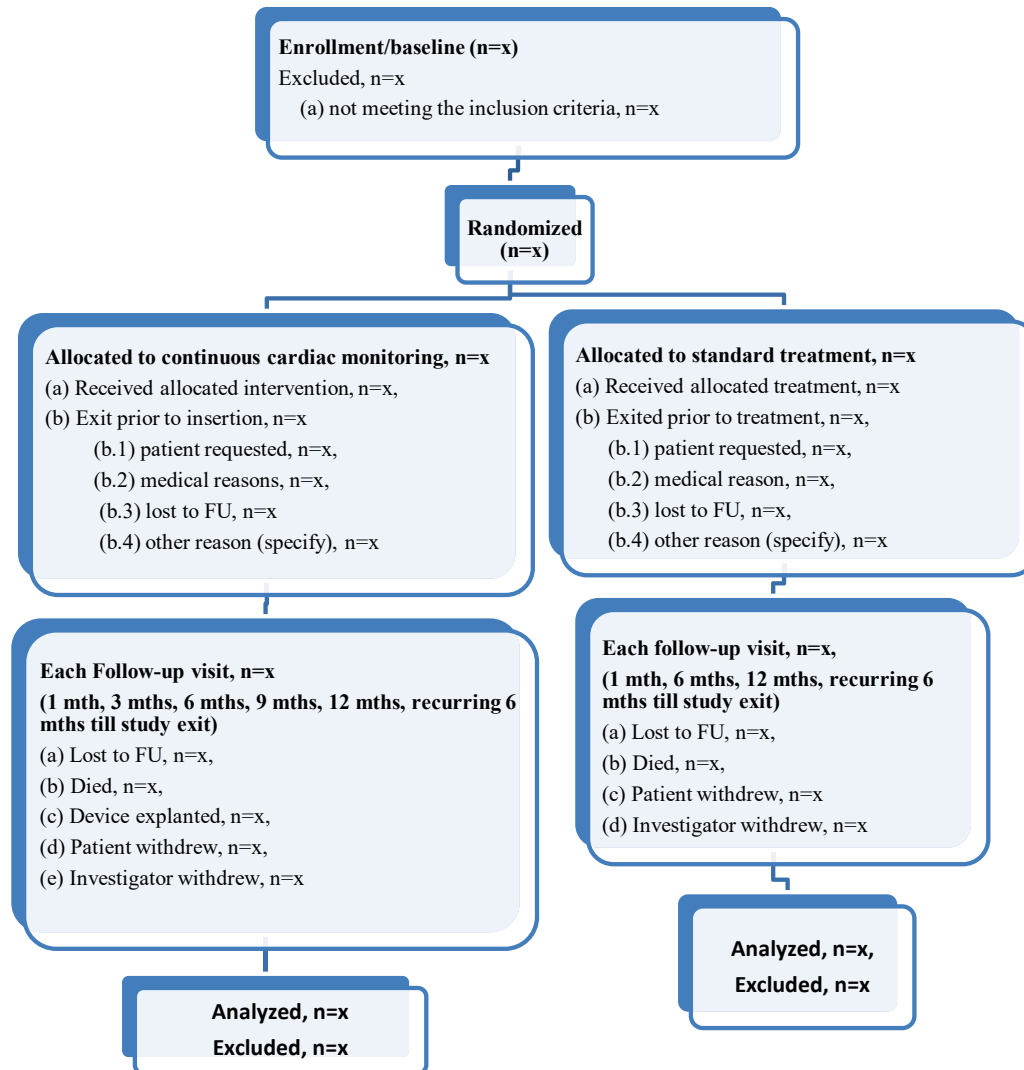 Enrollment/baseline (n=x)
Excluded, n=x
(a) not meeting the inclusion criteria, n=x
Randomized
(n=x)
Allocated to continuous cardiac monitoring, n=x
(a) Received allocated intervention, n=x,
(b) Exit prior to insertion, n=x
(b.1) patient requested, n=x,
(b.2) medical reasons, n=x,
(b.3) lost to FU, n=x
(b.4) other reason (specify), n=x
Allocated to standard treatment, n=x
(a) Received allocated treatment, n=x
(b) Exited prior to treatment, n=x,
(b.1) patient requested, n=x,
(b.2) medical reason, n=x,
(b.3) lost to FU, n=x,
(b.4) other reason (specify), n=x
Each Follow-up visit, n=x
(1 mth, 3 mths, 6 mths, 9 mths, 12 mths, recurring 6
mths till study exit)
(a) Lost to FU, n=x,
(b) Died, n=x,
(c) Device explanted, n=x,
(d) Patient withdrew, n=x,
(e) Investigator withdrew, n=x
Each follow-up visit, n=x,
(1 mth, 6 mths, 12 mths, recurring 6
mths till study exit)
(a) Lost to FU, n=x,
(b) Died, n=x,
(c) Patient withdrew, n=x
(d) Investigator withdrew, n=x
Analyzed, n=x
Excluded, n=x
Analyzed, n=x,
Excluded, n=x